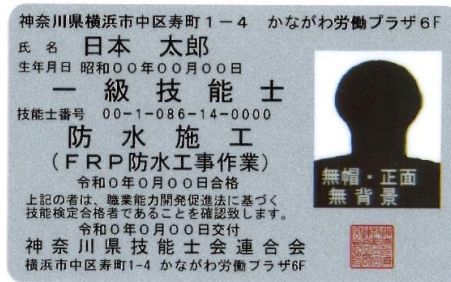 神奈川県横浜市中区寿町1-4 かながわ労働プラザ6F
氏名 日本 太郎
生年月日 昭和00年00月00日
一級技能士
技能士番号 00-1-086-14-0000
防水施工
(FRP防水工事作業)
令和0年0月00日合格
上記の者は、職業能力開発促進法に基づく
技能検定合格者であることを確認致します。
令和0年0月00日交付
神奈川県技能士会連合会
横浜市中区寿町1-4 かながわ労働プラザ6F
無帽・正面
無背景